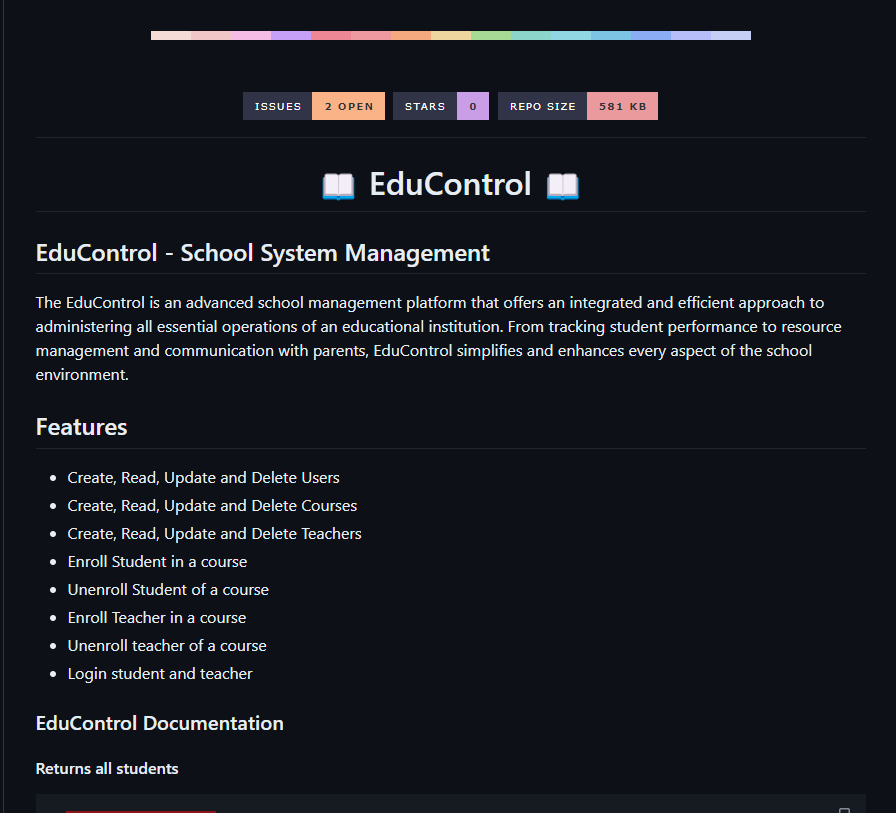 ISSUES 2 OPEN STARS 0 REPO SIZE 581 KB
EduControl
EduControl - School System Management
The EduControl is an advanced school management platform that offers an integrated and efficient approach to
administering all essential operations of an educational institution. From tracking student performance to resource
management and communication with parents, EduControl simplifies and enhances every aspect of the school
environment.
Features
Create, Read, Update and Delete Users
Create, Read, Update and Delete Courses
Create, Read, Update and Delete Teachers
Enroll Student in a course
Unenroll Student of a course
Enroll Teacher in a course
Unenroll teacher of a course
Login student and teacher
EduControl Documentation
Returns all students